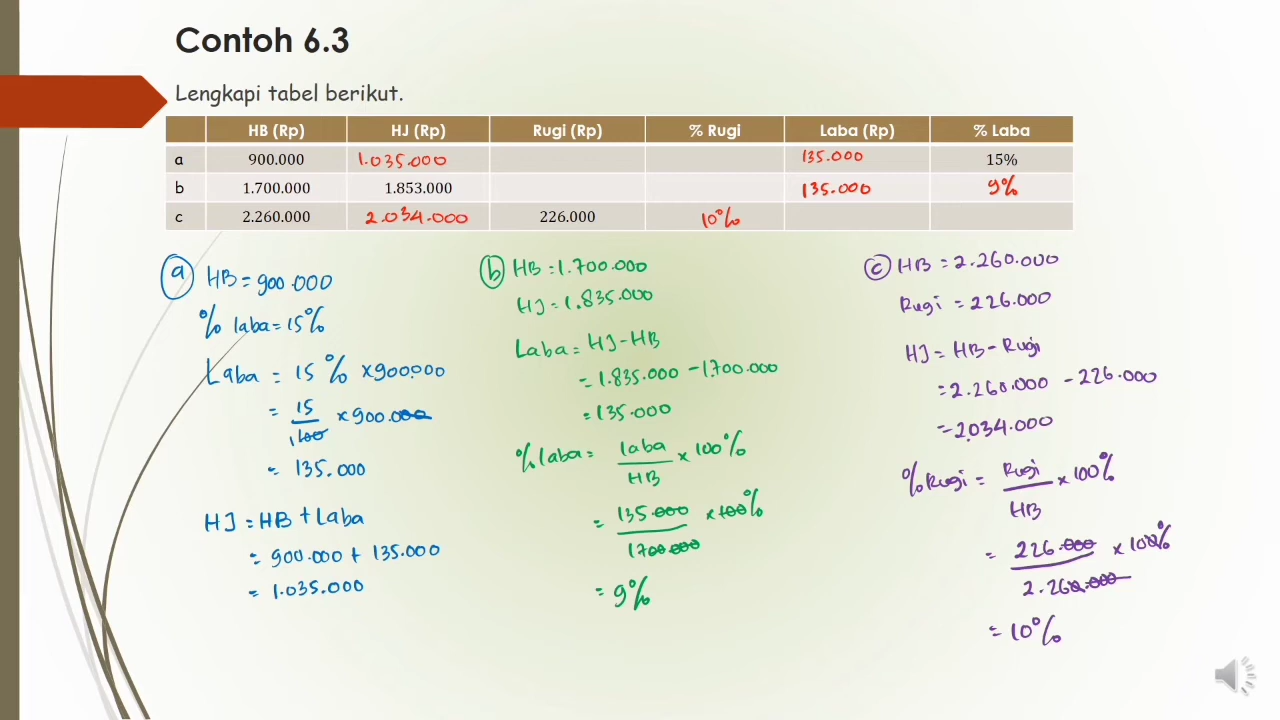 Contoh 6.3
Lengkapi tabel berikut.
HB (Rp) HJ (Rp) Rugi (Rp) % Rugi Laba (Rp) % Laba
a 900.000 1.035.000 135.000 15%
b 1.700.000 1.853.000 135.000 9%
c 2.260.000 2.034.000 226.000 10%
a HB = 900.000
% laba = 15%
Laba = 15 % x 900.000
= 15/100 x 900.000
= 135.000
HJ = HB + Laba
= 900.000 + 135.000
= 1.035.000
b HB = 1.700.000
HJ = 1.835.000
Laba = HJ - HB
= 1.835.000 - 1.700.000
= 135.000
% laba = laba/HB x 100%
= 135.000/1700.000 x 100%
= 9%
c HB = 2.260.000
Rugi = 226.000
HJ = HB - Rugi
= 2.260.000 - 226.000
= 2.034.000
% Rugi = Rugi/HB x 100%
= 226.000/2.260.000 x 100%
= 10%